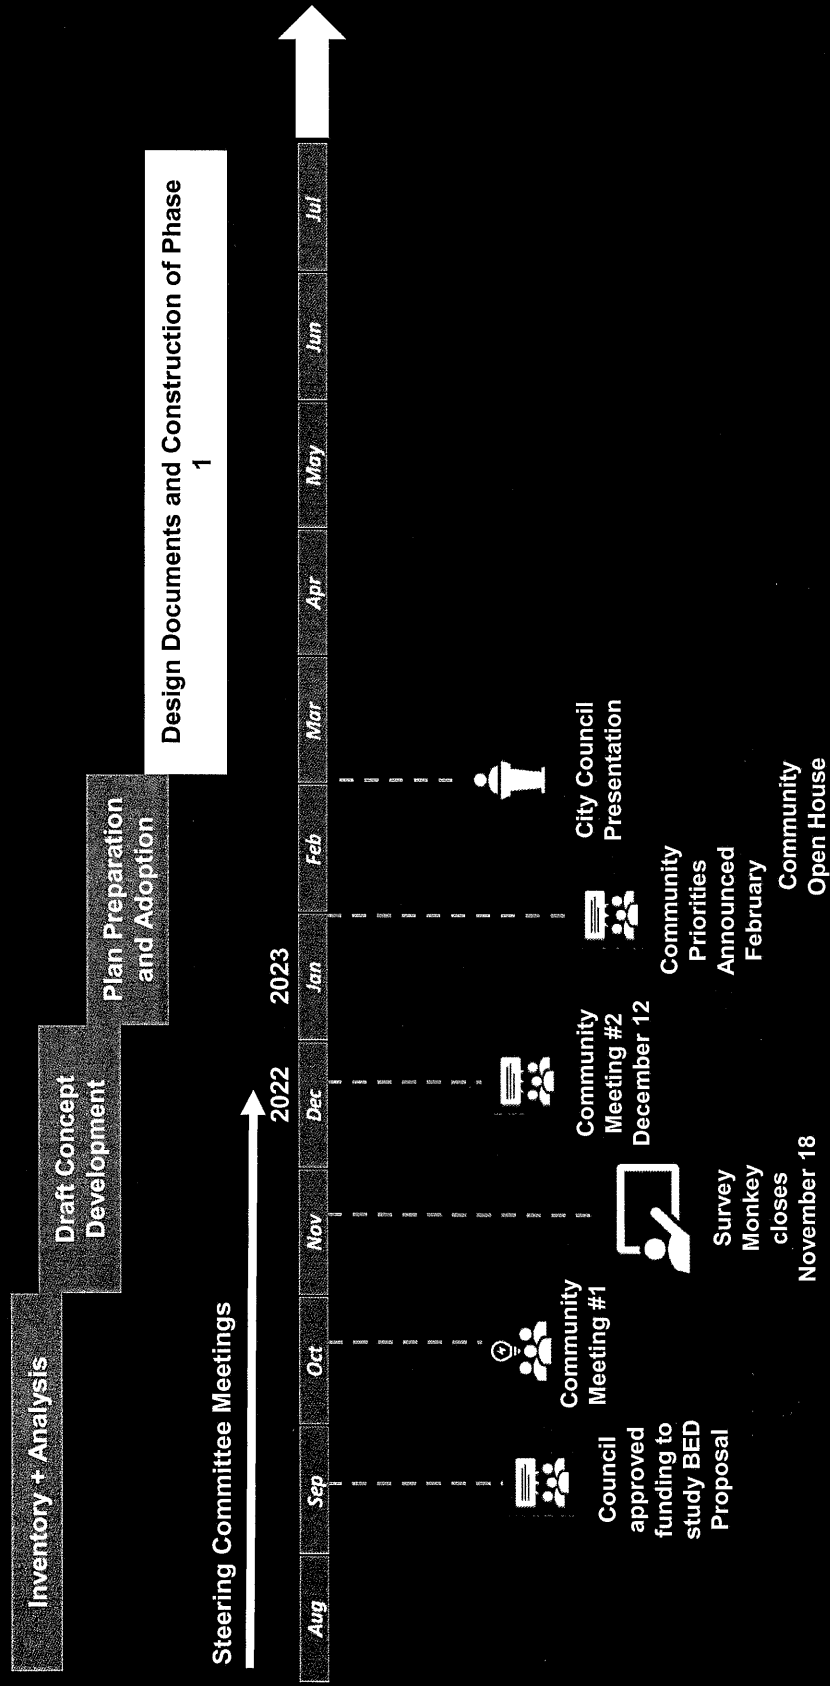 Inventory + Analysis
Draft Concept
Development
Plan Preparation
and Adoption
Design Documents and Construction of Phase
1
Steering Committee Meetings
2022
2023
Aug
Sep
Oct
Nov
Dec
Jan
Feb
Mar
Apr
May
Jun
Jul
Council
approved
funding to
study BED
Proposal
Community
Meeting #1
Survey
Monkey
closes
November 18
Community
Meeting #2
December 12
Community
Priorities
Announced
February
City Council
Presentation
Community
Open House